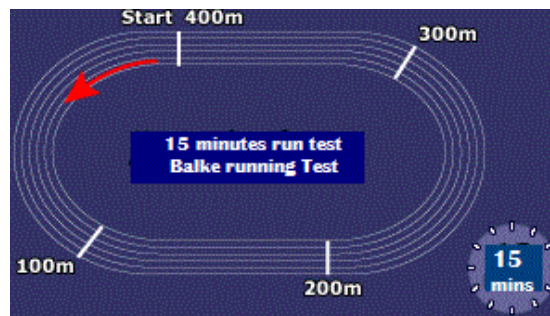 Start 400m
300m
15 minutes run test
Balke running Test
100m
200m
15
mins